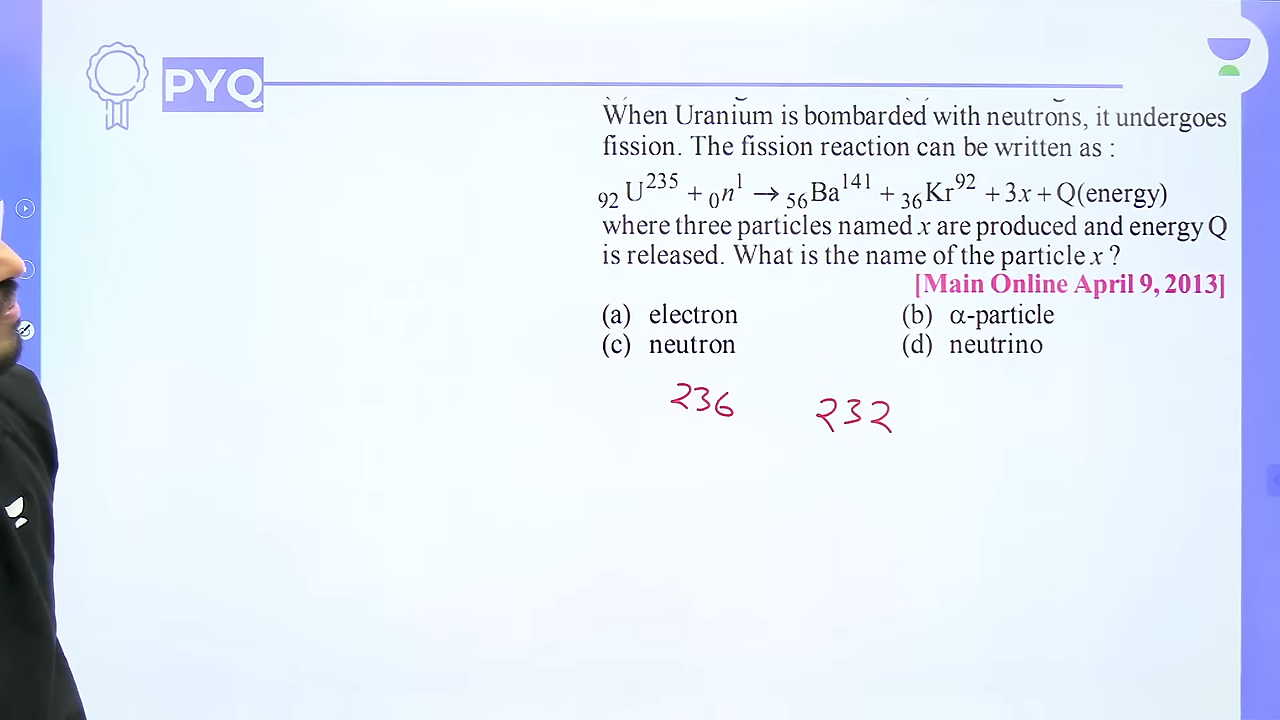 PYQ
When Uranium is bombarded with neutrons, it undergoes
fission. The fission reaction can be written as :
₉₂U²³⁵ + ₀n¹ → ₅₆Ba¹⁴¹ + ₃₆Kr⁹² + 3x + Q(energy)
where three particles named x are produced and energy Q
is released. What is the name of the particle x ?
[Main Online April 9, 2013]
(a) electron (b) α-particle
(c) neutron (d) neutrino
236 232